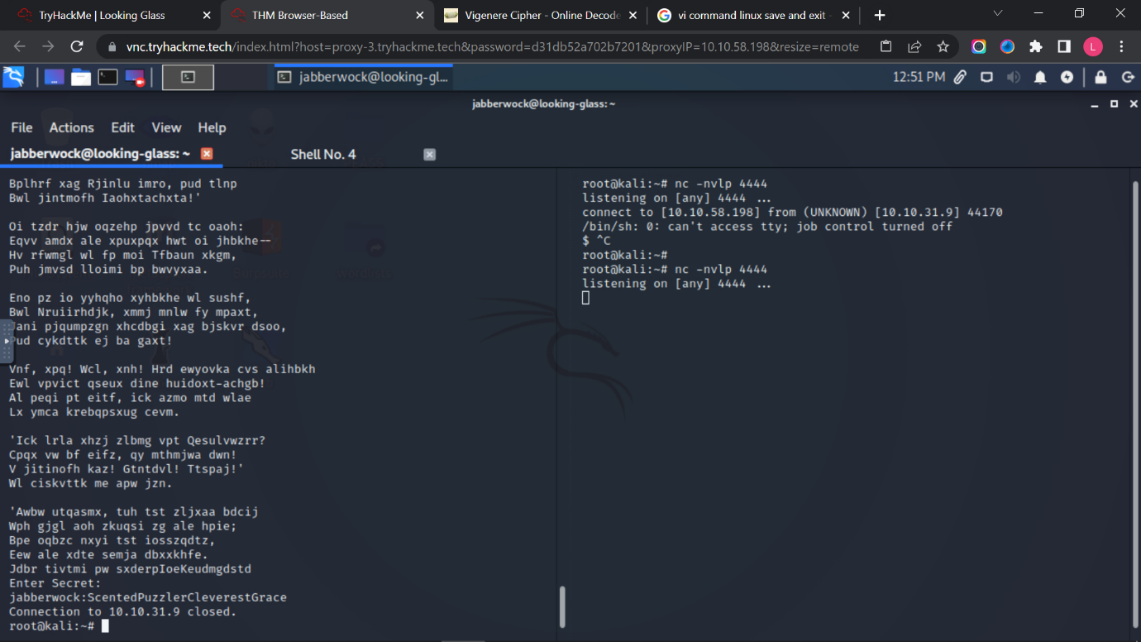 TryHackMe | Looking Glass
THM Browser-Based
Vigenere Cipher - Online Decode
vi command linux save and exit -
vnc.tryhackme.tech/index.html?host=proxy-3.tryhackme.tech&password=d31db52a702b7201&proxyIP=10.10.58.198&resize=remote
L
jabberwock@looking-gl...
12:51 PM
jabberwock@looking-glass: ~
File Actions Edit View Help
jabberwock@looking-glass: ~
Shell No. 4
Bplhrf xag Rjinlu imro, pud tlnp
Bwl jintmofh Iaohxtachxta!'
Oi tzdr hjw oqzehp jpvvd tc oaoh:
Eqvv amdx ale xpuxpqx hwt oi jhbkhe--
Hv rfwmgl wl fp moi Tfbaun xkgm,
Puh jmvsd lloimi bp bwvyxaa.
Eno pz io yyhqho xyhbkhe wl sushf,
Bwl Nruiirhdjk, xmmj mnlw fy mpaxt,
Jani pjqumpzgn xhcdbgi xag bjskvr dsoo,
Pud cykdttk ej ba gaxt!
Vnf, xpq! Wcl, xnh! Hrd ewyovka cvs alihbkh
Ewl vpvict qseux dine huidoxt-achgb!
Al peqi pt eitf, ick azmo mtd wlae
Lx ymca krebqpsxug cevm.
'Ick lrla xhzj zlbmg vpt Qesulvwzrr?
Cpqx vw bf eifz, qy mthmjwa dwn!
V jitinofh kaz! Gtntdvl! Ttspaj!'
Wl ciskvttk me apw jzn.
'Awbw utqasmx, tuh tst zljxaa bdcij
Wph gjgl aoh zkuqsi zg ale hpie;
Bpe oqbzc nxyi tst iosszqdtz,
Eew ale xdte semja dbxxkhfe.
Jdbr tivtmi pw sxderpIoeKeudmgdstd
Enter Secret:
jabberwock:ScentedPuzzlerCleverestGrace
Connection to 10.10.31.9 closed.
root@kali:~#
root@kali:~# nc -nvlp 4444
listening on [any] 4444 ...
connect to [10.10.58.198] from (UNKNOWN) [10.10.31.9] 44170
/bin/sh: 0: can't access tty; job control turned off
$ ^C
root@kali:~#
root@kali:~# nc -nvlp 4444
listening on [any] 4444 ...